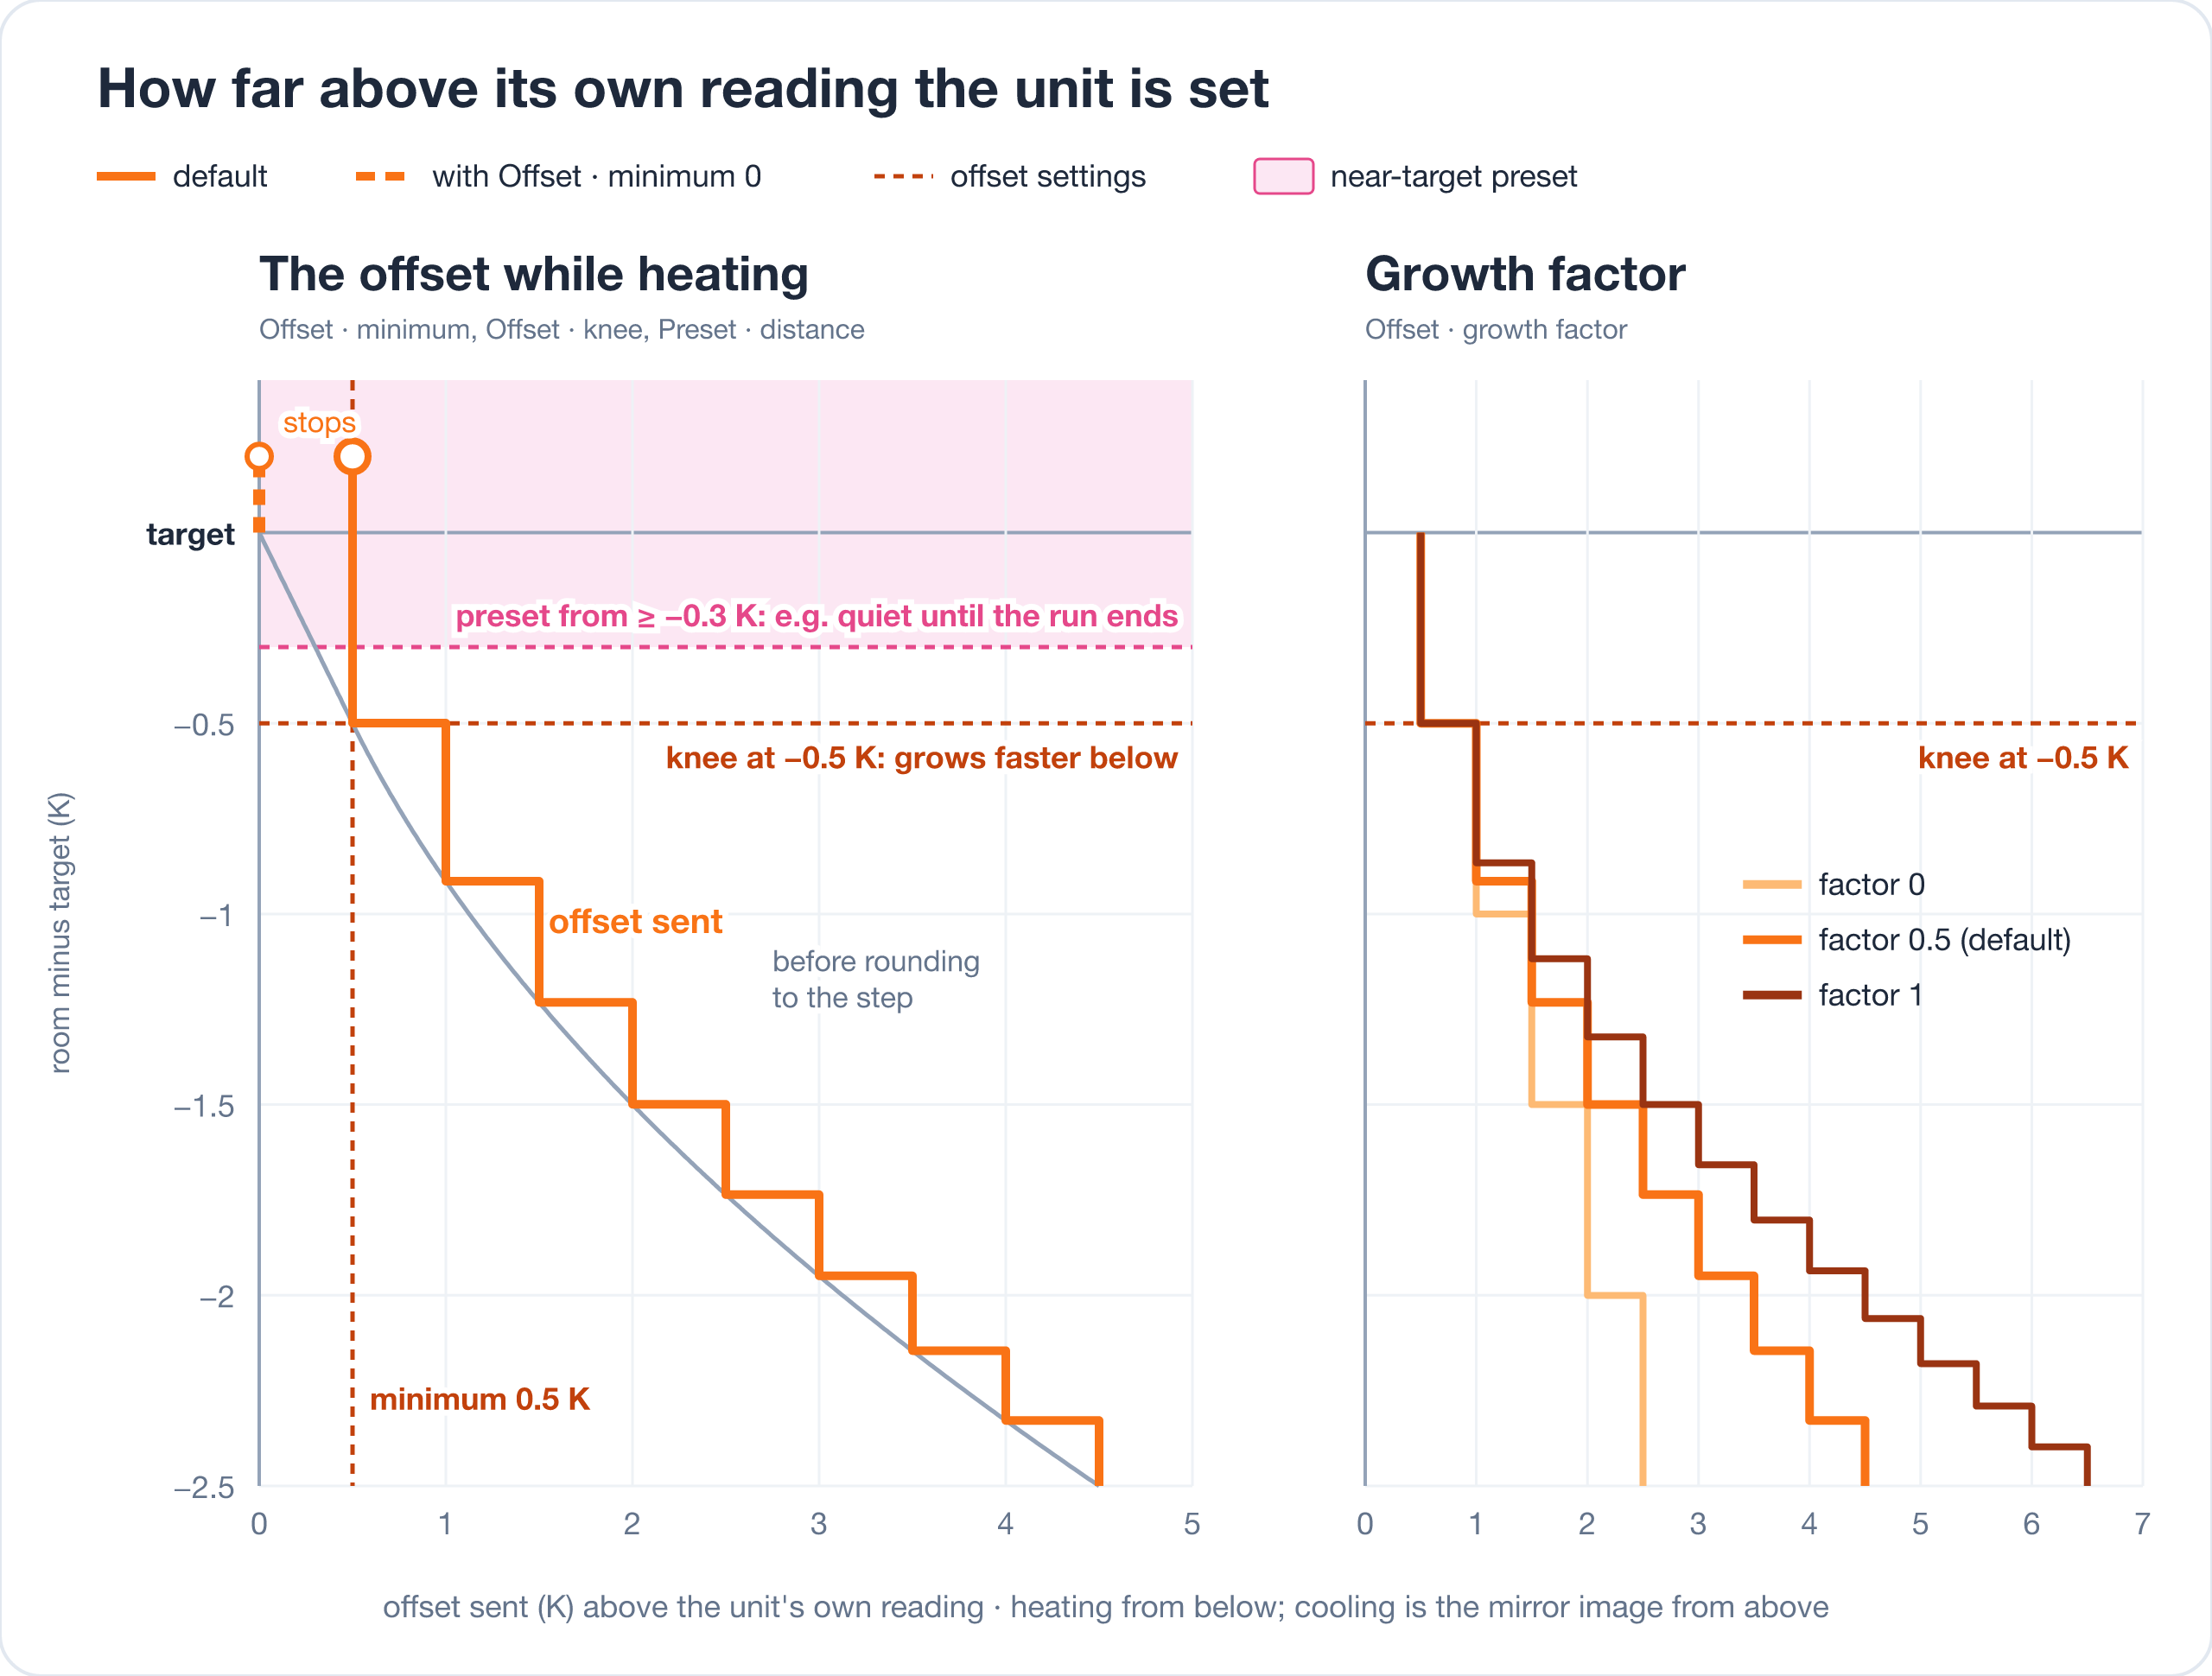 How far above its own reading the unit is set
default
with Offset · minimum 0
offset settings
near-target preset
The offset while heating
Offset · minimum, Offset · knee, Preset · distance
stops
target
preset from ≥ −0.3 K: e.g. quiet until the run ends
−0.5
knee at −0.5 K: grows faster below
−1
offset sent
before rounding
to the step
room minus target (K)
−1.5
−2
minimum 0.5 K
−2.5
0
1
2
3
4
5
Growth factor
Offset · growth factor
knee at −0.5 K
factor 0
factor 0.5 (default)
factor 1
0
1
2
3
4
5
6
7
offset sent (K) above the unit's own reading · heating from below; cooling is the mirror image from above